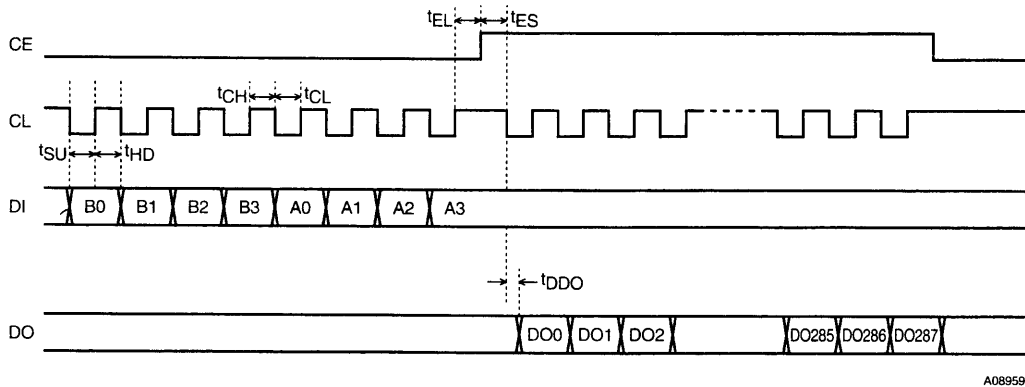 tEL tES
CE
tCH tCL
CL
tSU tHD
DI B0 B1 B2 B3 A0 A1 A2 A3
tDDO
DO DO0 DO1 DO2 DO285 DO286 DO287
A08959